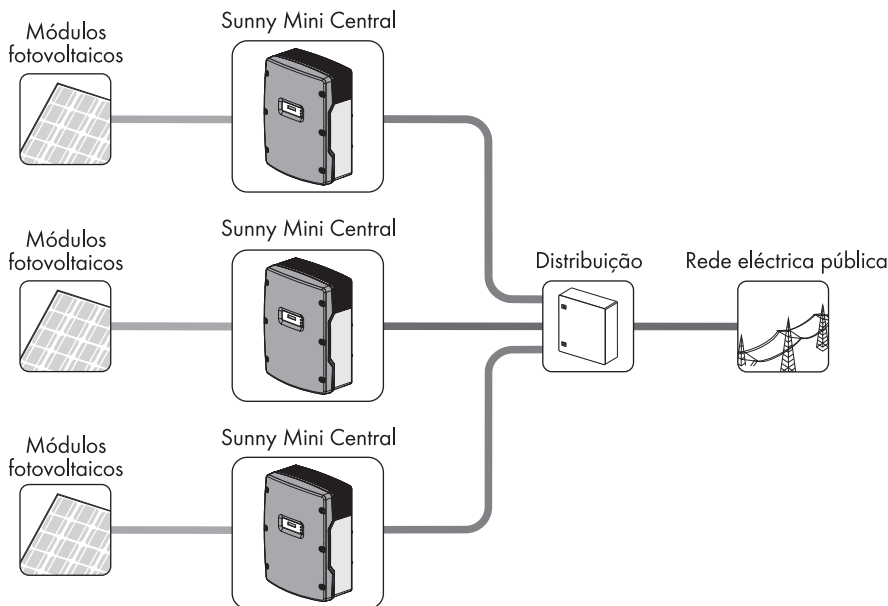 Sunny Mini Central
Módulos
fotovoltaicos
Sunny Mini Central
Módulos
fotovoltaicos
Distribuição
Rede eléctrica pública
Sunny Mini Central
Módulos
fotovoltaicos